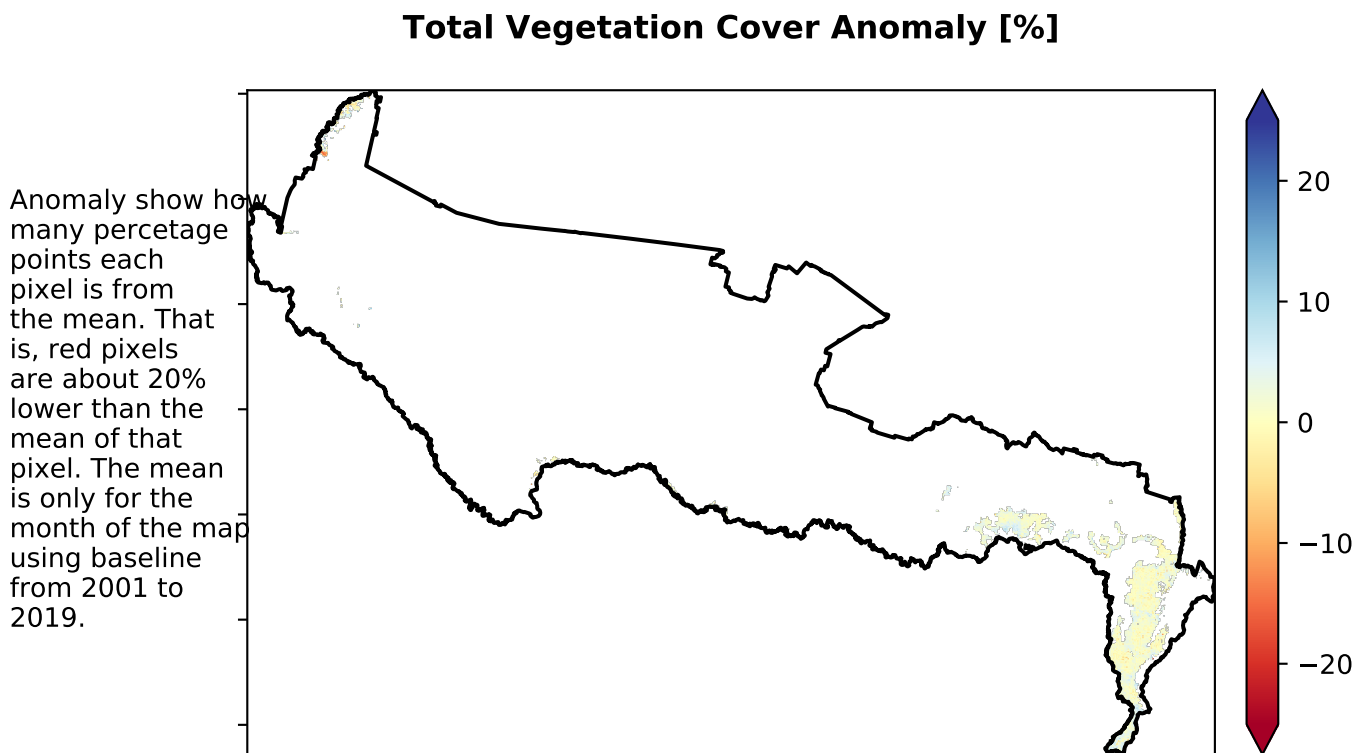 Total Vegetation Cover Anomaly [%]
Anomaly show how
many percetage
points each
pixel is from
the mean. That
is, red pixels
are about 20%
lower than the
mean of that
pixel. The mean
is only for the
month of the map
using baseline
from 2001 to
2019.
20
10
0
−10
−20